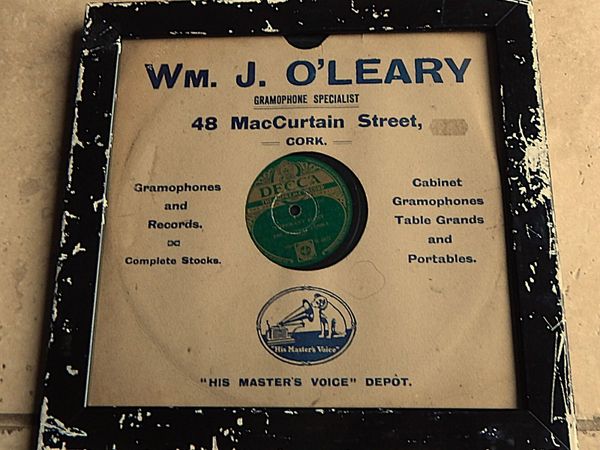 WM. J. O'LEARY
GRAMOPHONE SPECIALIST
48 MacCurtain Street,
CORK.
Gramophones
and
Records.
Complete Stocks.
DECCA
Cabinet
Gramophones
Table Grands
and
Portables.
"His Master's Voice"
"HIS MASTER'S VOICE" DEPOT.